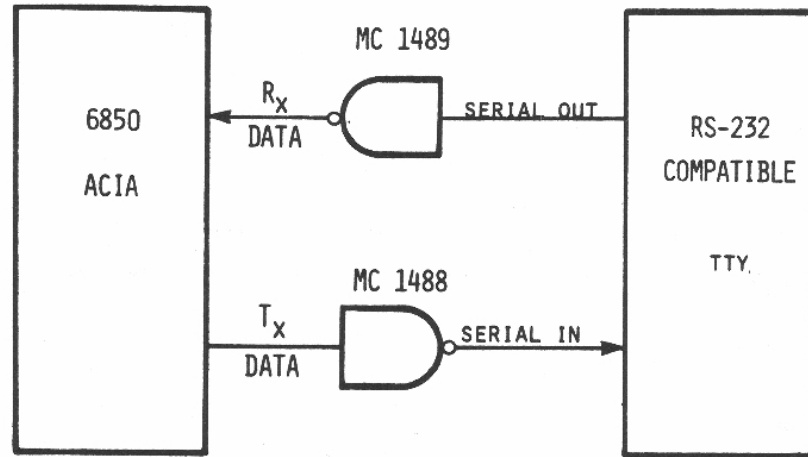 MC 1489
6850
ACIA
Rx
DATA
SERIAL OUT
RS-232
COMPATIBLE
TTY.
MC 1488
Tx
DATA
SERIAL IN